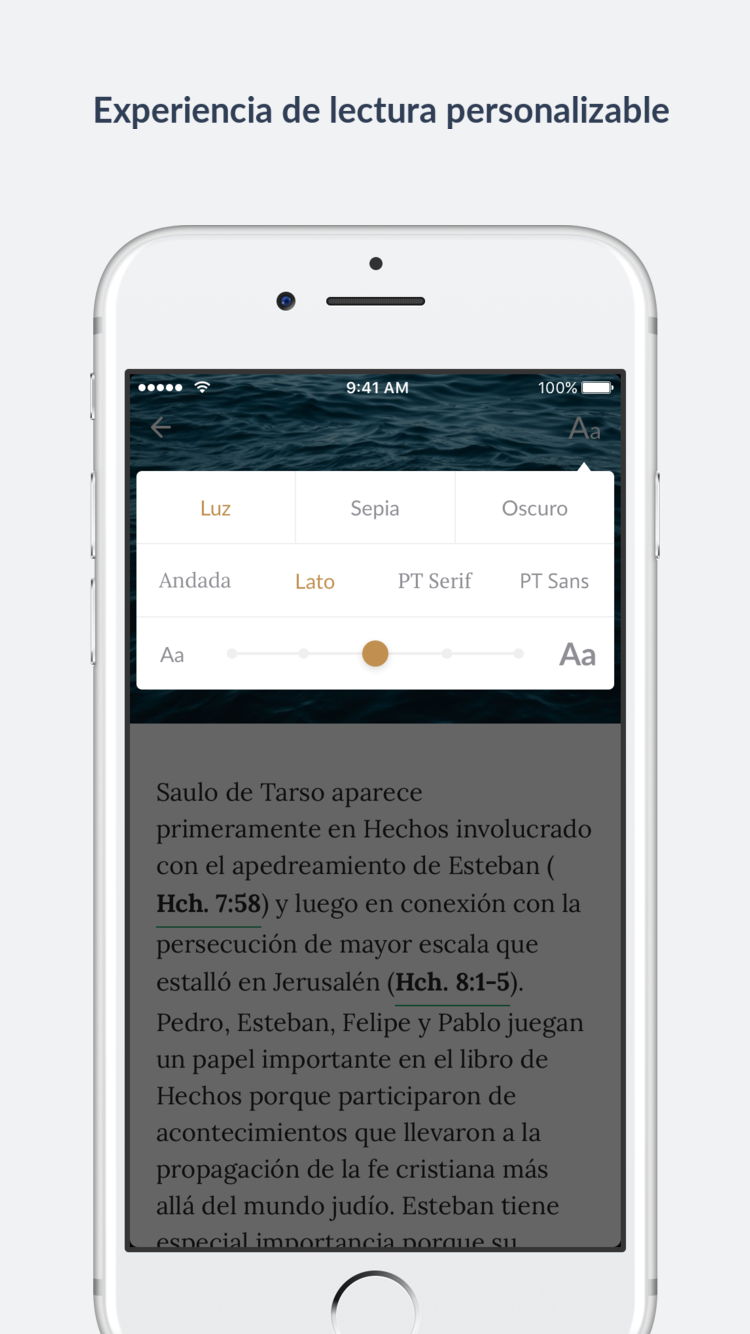 Experiencia de lectura personalizable
9:41 AM 100%
Aa
Luz Sepia Oscuro
Andada Lato PT Serif PT Sans
Aa Aa
Saulo de Tarso aparece
primeramente en Hechos involucrado
con el apedreamiento de Esteban (
Hch. 7:58) y luego en conexión con la
persecución de mayor escala que
estalló en Jerusalén (Hch. 8:1-5).
Pedro, Esteban, Felipe y Pablo juegan
un papel importante en el libro de
Hechos porque participaron de
acontecimientos que llevaron a la
propagación de la fe cristiana más
allá del mundo judío. Esteban tiene
especial importancia porque su